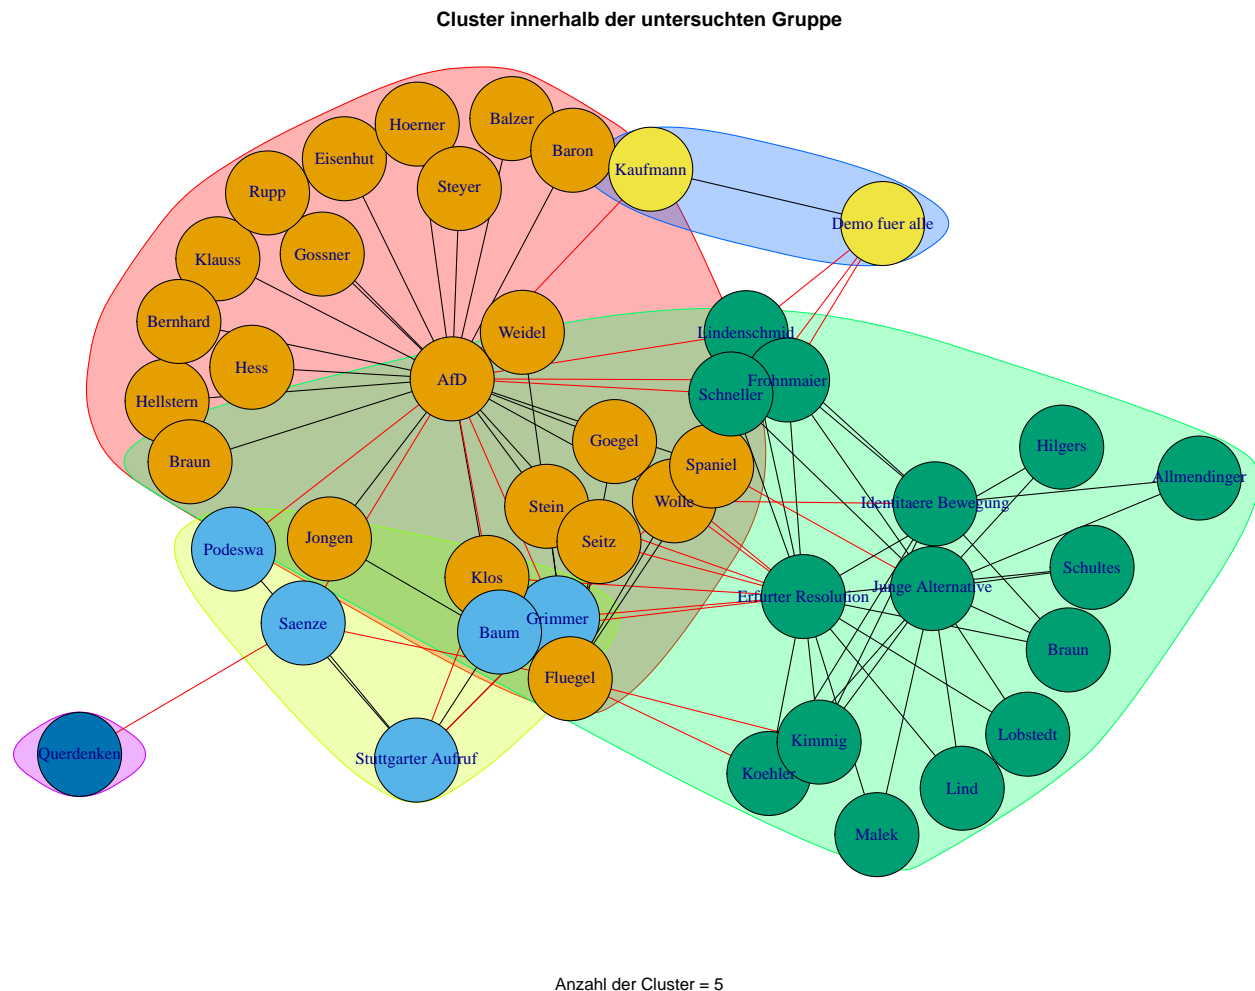 Cluster innerhalb der untersuchten Gruppe
Balzer
Hoerner
Baron
Eisenhut
Kaufmann
Steyer
Rupp
Demo fuer alle
Gossner
Klauss
Bernhard
Weidel
Lindenschmid
Hess
AfD
Frohnmaier
Schneller
Hellstern
Goegel
Hilgers
Braun
Spaniel
Allmendinger
Wolle
Identitaere Bewegung
Stein
Jongen
Seitz
Podeswa
Schultes
Klos
Junge Alternative
Erfurter Resolution
Grimmer
Saenze
Baum
Braun
Fluegel
Lobstedt
Kimmig
Querdenken
Stuttgarter Aufruf
Koehler
Lind
Malek
Anzahl der Cluster = 5